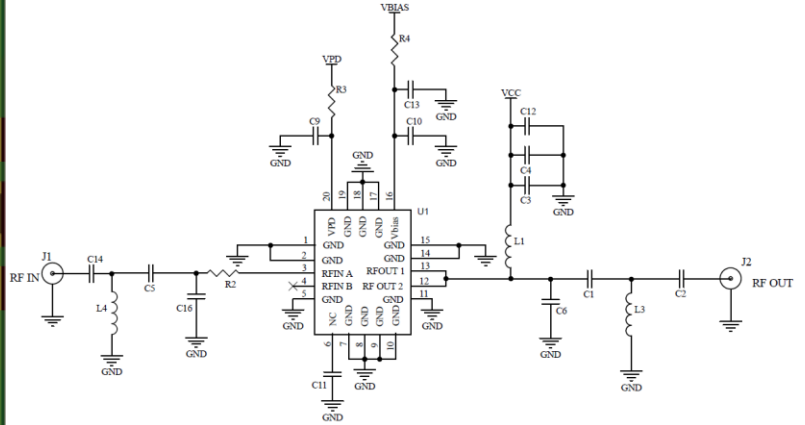 VBIAS
R4
VPD
R3
C13
GND
VCC
C12
C9
C10
GND
GND
GND
C4
C3
GND
20
19
18
17
16
U1
VPD
GND
GND
GND
Vbias
1
GND
GND
15
2
GND
GND
14
L1
J1
RF IN
C14
C5
R2
3
RFIN A
RFOUT 1
13
4
RFIN B
RF OUT 2
12
5
GND
GND
11
J2
RF OUT
L4
C16
GND
GND
C6
C1
L3
C2
NC
GND
GND
GND
GND
6
7
8
9
10
GND
GND
GND
C11
GND
GND
GND